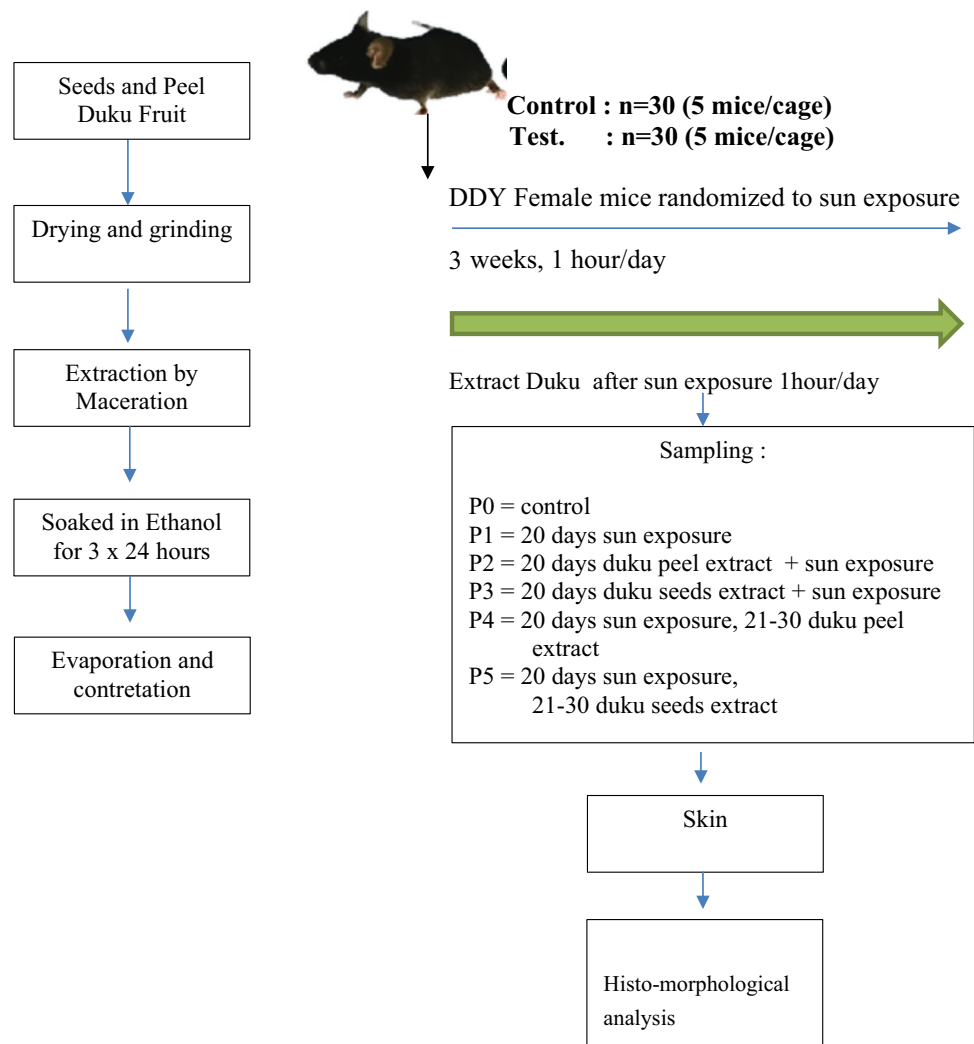 Seeds and Peel
Duku Fruit
Drying and grinding
Extraction by
Maceration
Soaked in Ethanol
for 3 x 24 hours
Evaporation and
contretation
Control : n=30 (5 mice/cage)
Test. : n=30 (5 mice/cage)
DDY Female mice randomized to sun exposure
3 weeks, 1 hour/day
Extract Duku after sun exposure 1hour/day
Sampling :
P0 = control
P1 = 20 days sun exposure
P2 = 20 days duku peel extract + sun exposure
P3 = 20 days duku seeds extract + sun exposure
P4 = 20 days sun exposure, 21-30 duku peel
extract
P5 = 20 days sun exposure,
21-30 duku seeds extract
Skin
Histo-morphological
analysis